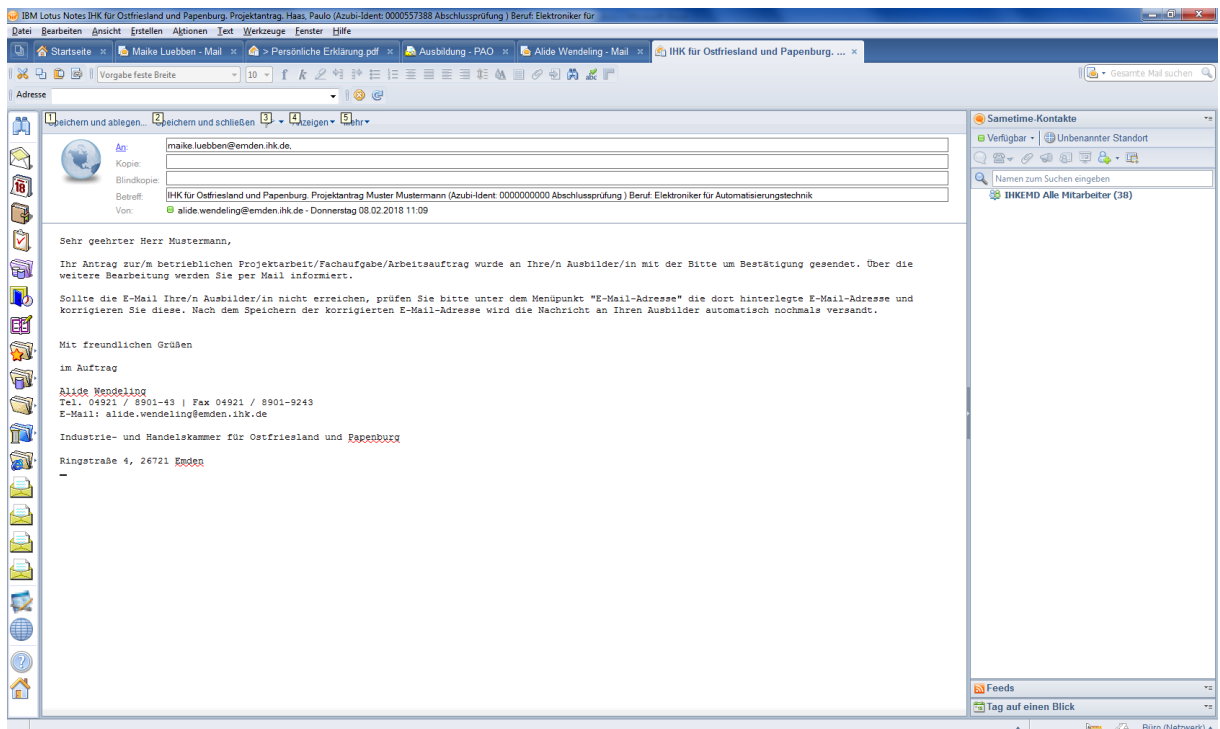 IBM Lotus Notes IHK für Ostfriesland und Papenburg. Projektantrag. Haas, Paulo (Azubi-Ident: 0000557388 Abschlussprüfung ) Beruf: Elektroniker für
Datei Bearbeiten Ansicht Erstellen Aktionen Text Werkzeuge Fenster Hilfe
Startseite Maike Luebben - Mail > Persönliche Erklärung.pdf Ausbildung - PAO Alide Wendeling - Mail IHK für Ostfriesland und Papenburg. ...
Vorgabe feste Breite 10 f k Gesamte Mail suchen
Adresse
1 Speichern und ablegen... 2 Speichern und schließen 3 4 Anzeigen 5 Mehr
An: maike.luebben@emden.ihk.de,
Kopie:
Blindkopie:
Betreff: IHK für Ostfriesland und Papenburg. Projektantrag Muster Mustermann (Azubi-Ident: 0000000000 Abschlussprüfung ) Beruf: Elektroniker für Automatisierungstechnik
Von: alide.wendeling@emden.ihk.de - Donnerstag 08.02.2018 11:09
Sehr geehrter Herr Mustermann,
Ihr Antrag zur/m betrieblichen Projektarbeit/Fachaufgabe/Arbeitsauftrag wurde an Ihre/n Ausbilder/in mit der Bitte um Bestätigung gesendet. Über die
weitere Bearbeitung werden Sie per Mail informiert.
Sollte die E-Mail Ihre/n Ausbilder/in nicht erreichen, prüfen Sie bitte unter dem Menüpunkt "E-Mail-Adresse" die dort hinterlegte E-Mail-Adresse und
korrigieren Sie diese. Nach dem Speichern der korrigierten E-Mail-Adresse wird die Nachricht an Ihren Ausbilder automatisch nochmals versandt.
Mit freundlichen Grüßen
im Auftrag
Alide Wendeling
Tel. 04921 / 8901-43 | Fax 04921 / 8901-9243
E-Mail: alide.wendeling@emden.ihk.de
Industrie- und Handelskammer für Ostfriesland und Papenburg
Ringstraße 4, 26721 Emden
Sametime-Kontakte
Verfügbar Unbenannter Standort
Namen zum Suchen eingeben
IHKEMD Alle Mitarbeiter (38)
Feeds
Tag auf einen Blick
Büro (Netzwerk)